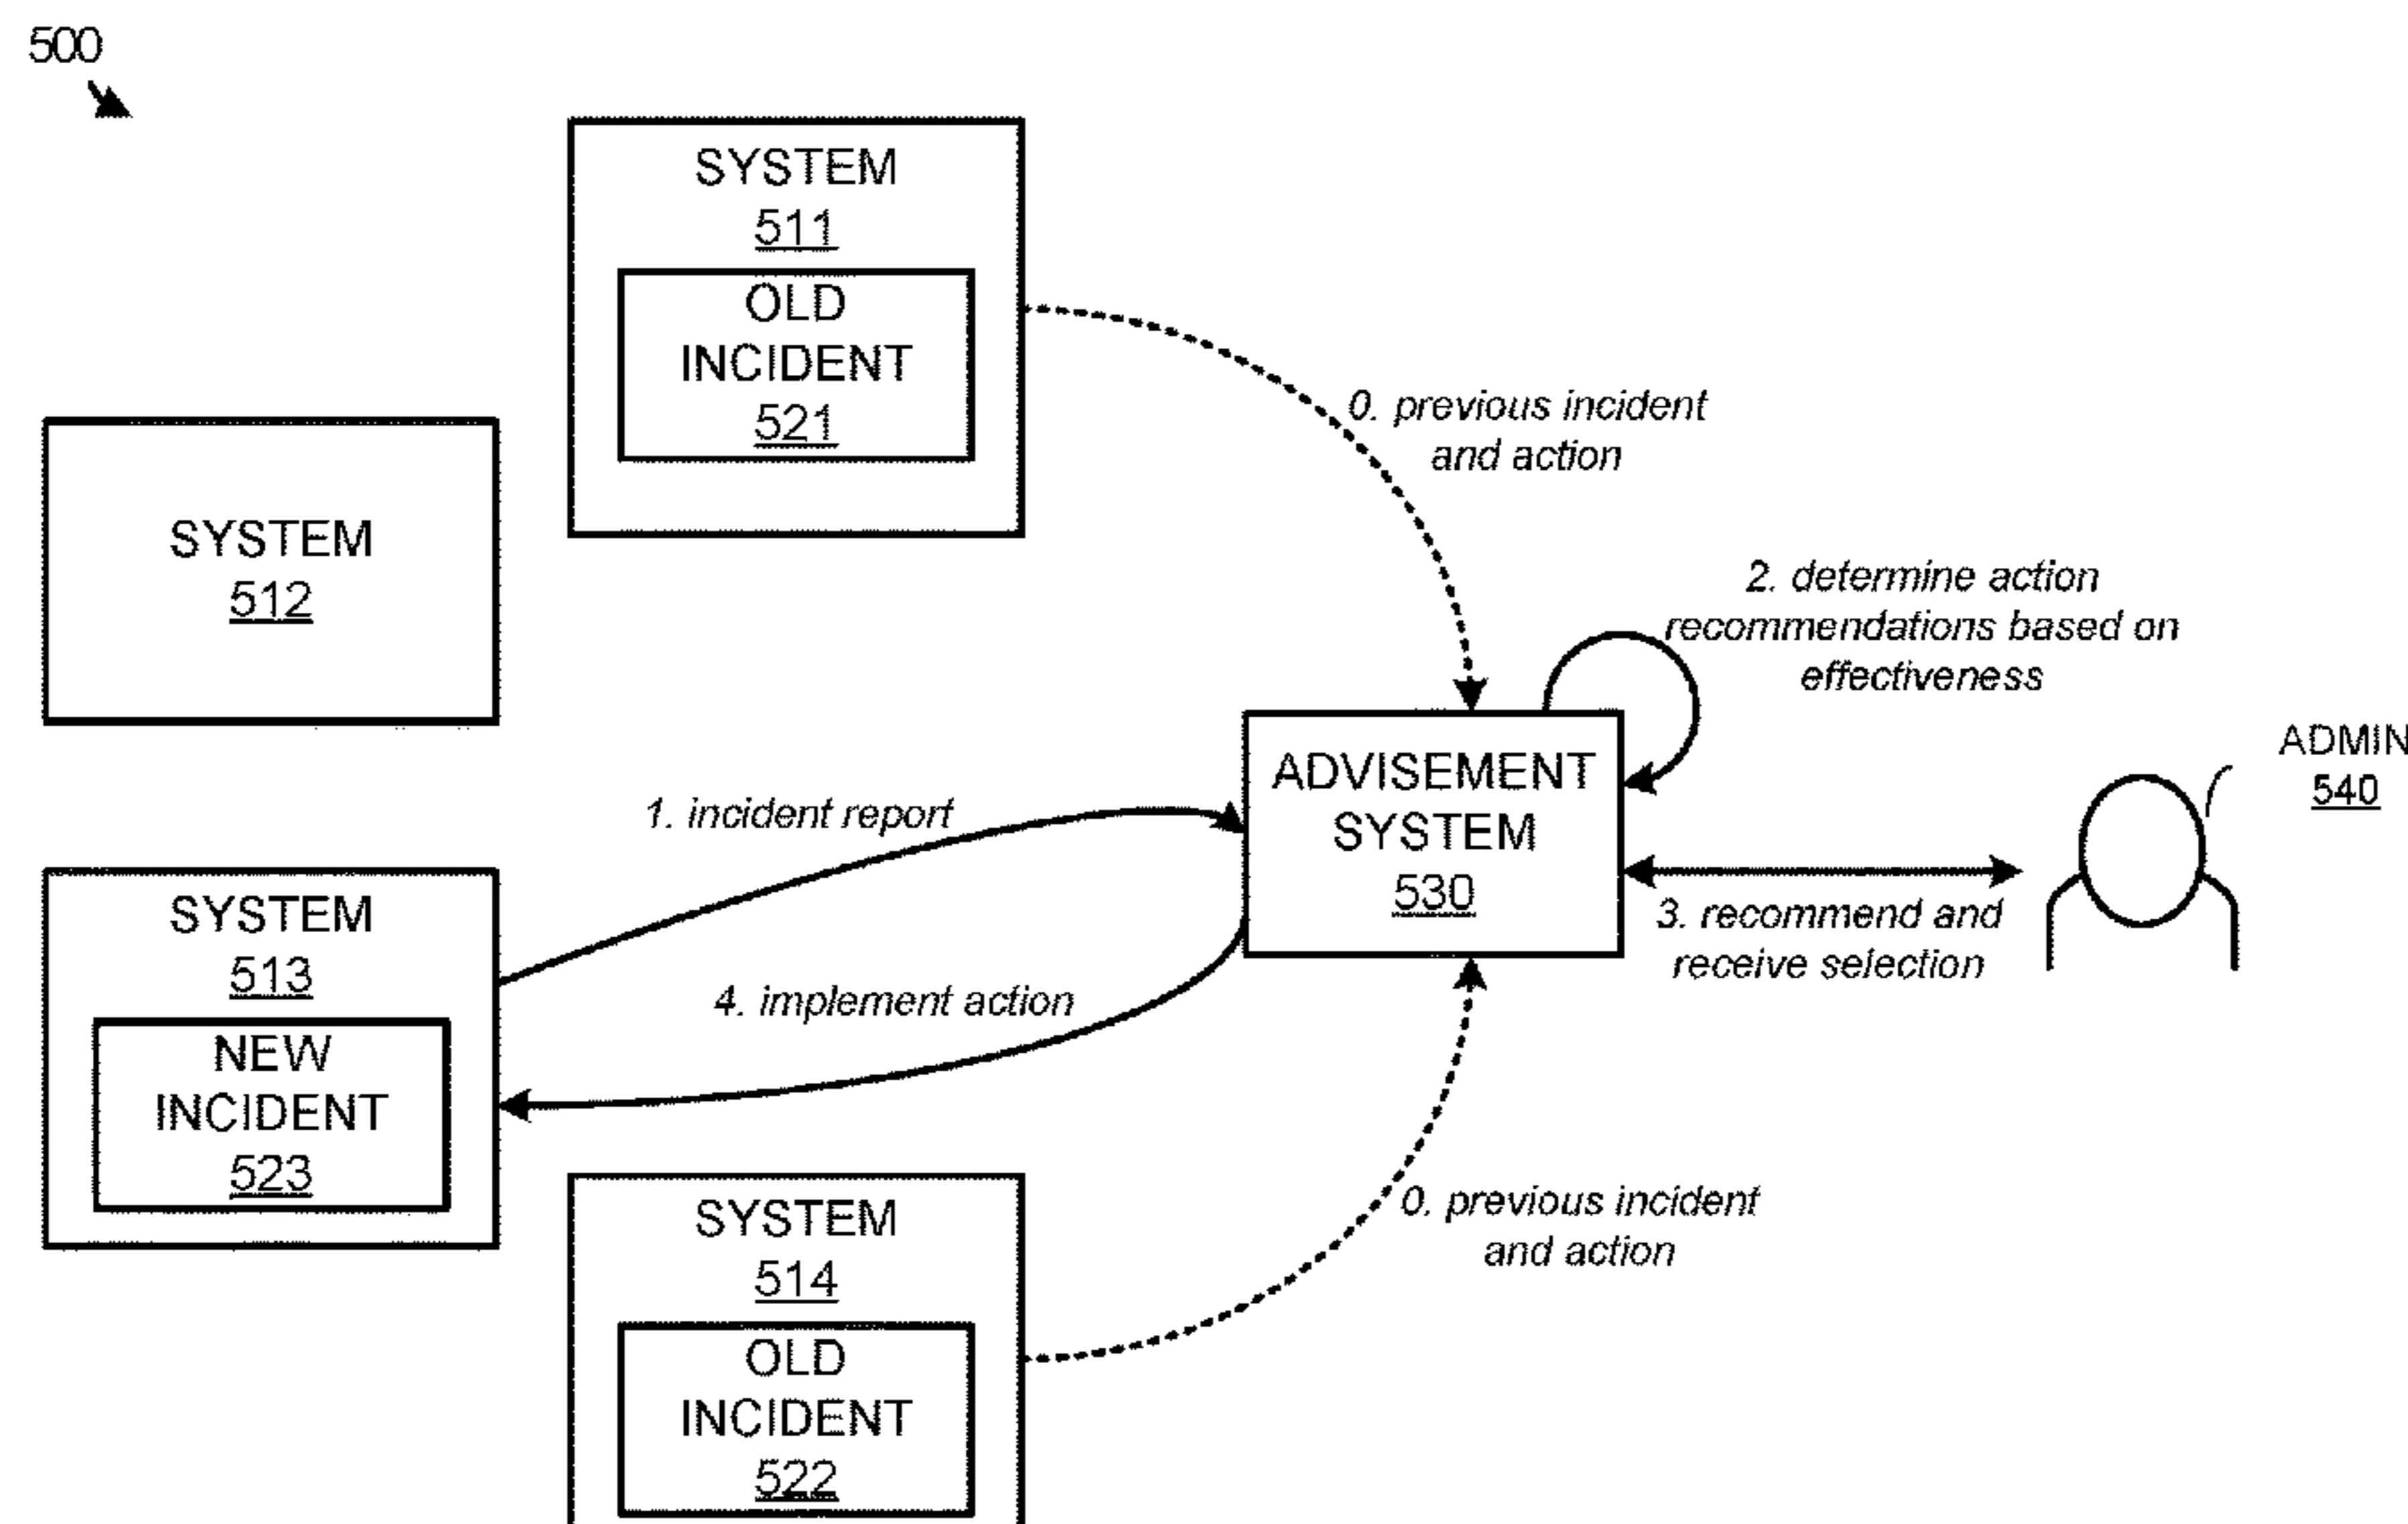 500
SYSTEM
511
OLD
INCIDENT
521
0. previous incident
and action
SYSTEM
512
2. determine action
recommendations based on
effectiveness
ADMIN
540
ADVISEMENT
SYSTEM
530
1. incident report
3. recommend and
receive selection
SYSTEM
513
NEW
INCIDENT
523
4. implement action
SYSTEM
514
OLD
INCIDENT
522
0. previous incident
and action